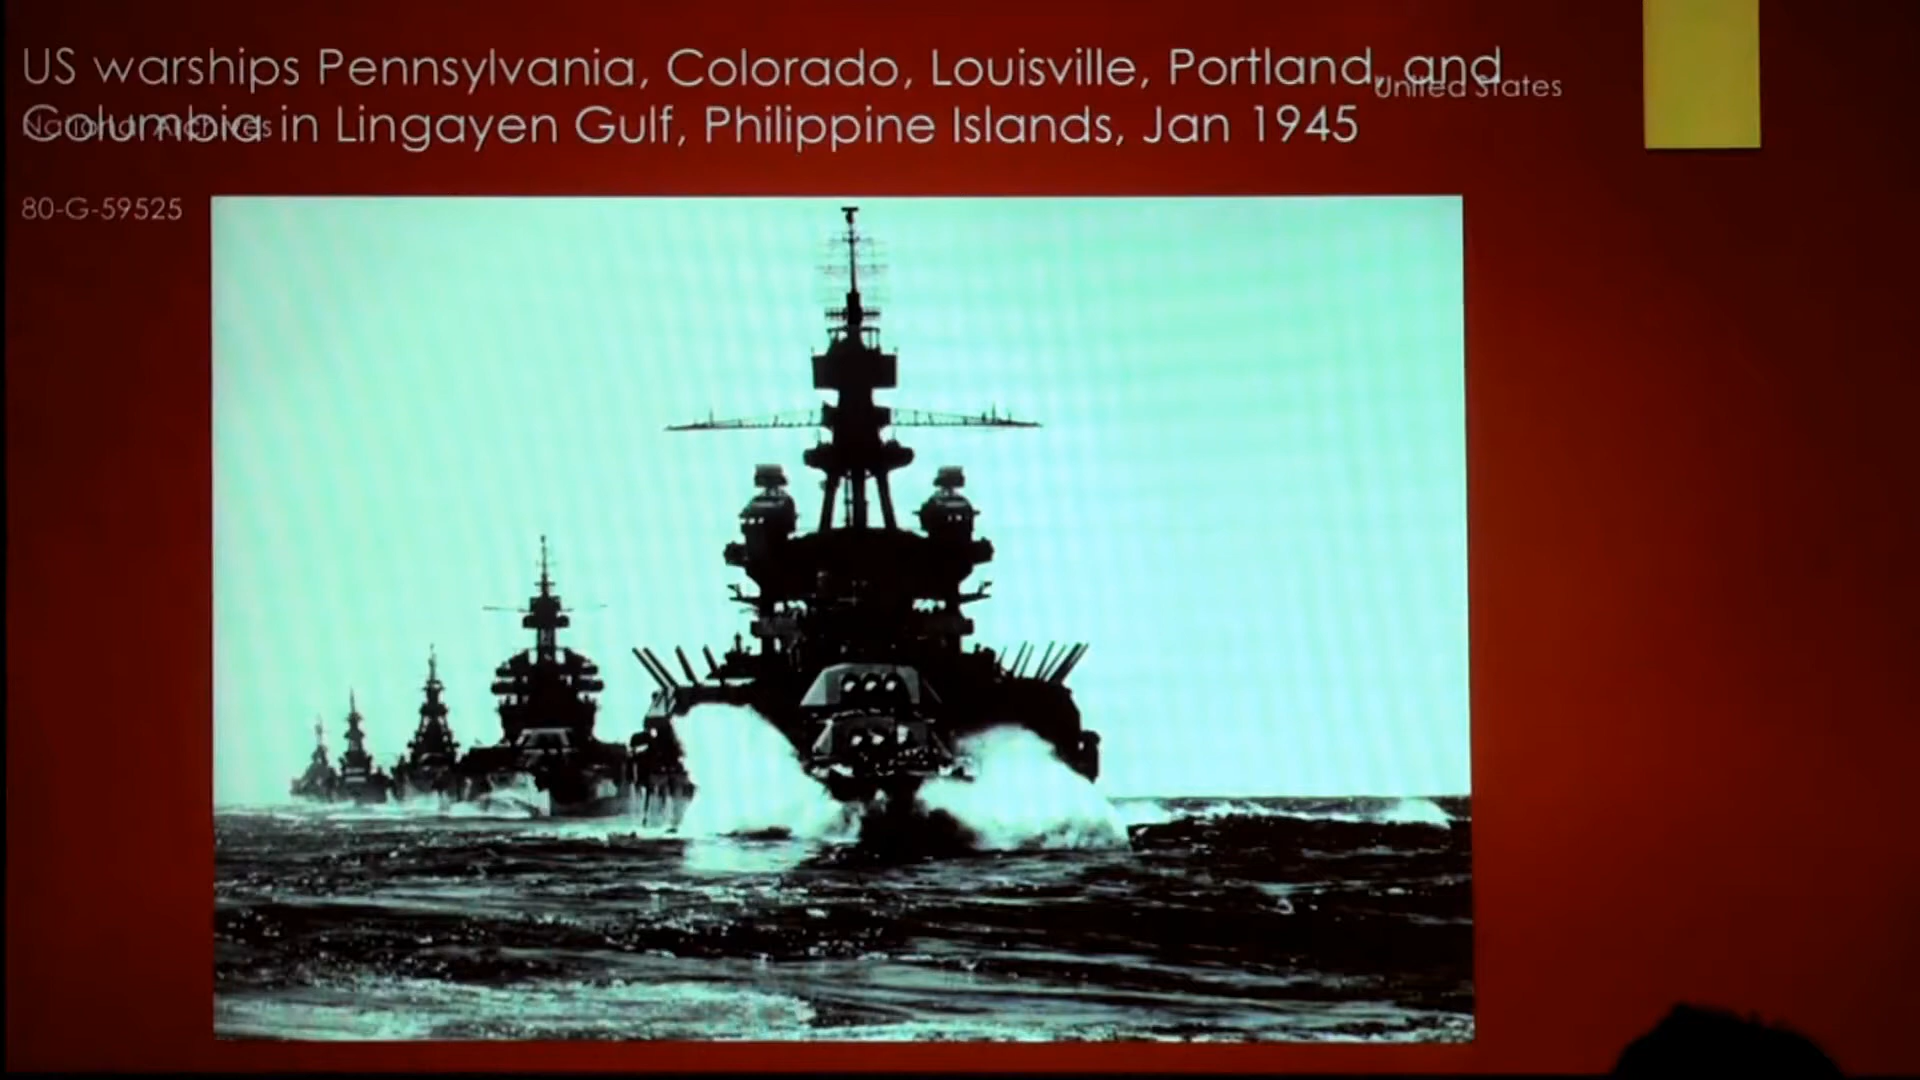 US warships Pennsylvania, Colorado, Louisville, Portland, and
United States
Columbia in Lingayen Gulf, Philippine Islands, Jan 1945
National Archives
80-G-59525